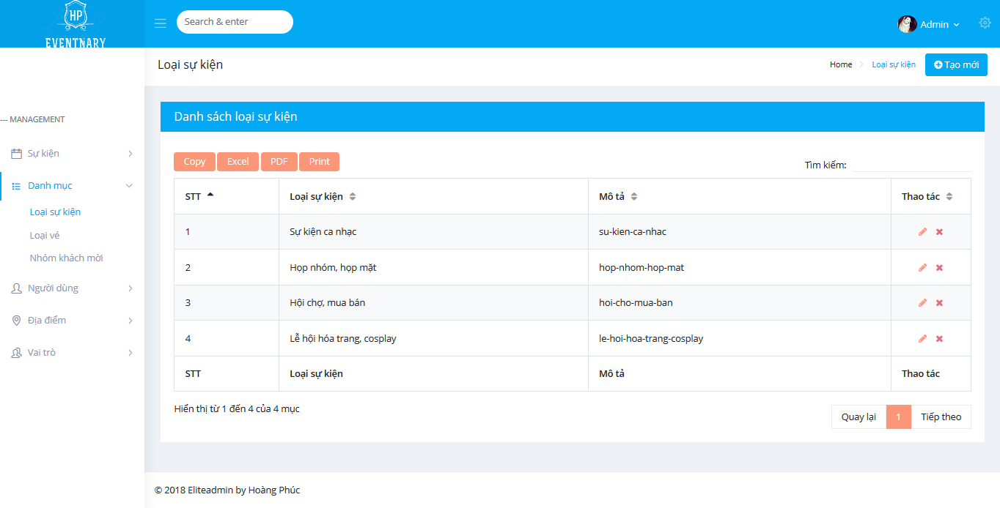 HP
EVENTNARY
Search & enter
Admin
Loại sự kiện
Home
Loại sự kiện
Tạo mới
--- MANAGEMENT
Sự kiện
Danh mục
Loại sự kiện
Loại vé
Nhóm khách mời
Người dùng
Địa điểm
Vai trò
Danh sách loại sự kiện
Copy Excel PDF Print
Tìm kiếm:
STT Loại sự kiện Mô tả Thao tác
1 Sự kiện ca nhạc su-kien-ca-nhac
2 Họp nhóm, họp mặt hop-nhom-hop-mat
3 Hội chợ, mua bán hoi-cho-mua-ban
4 Lễ hội hóa trang, cosplay le-hoi-hoa-trang-cosplay
STT Loại sự kiện Mô tả Thao tác
Hiển thị từ 1 đến 4 của 4 mục
Quay lại 1 Tiếp theo
© 2018 Eliteadmin by Hoàng Phúc